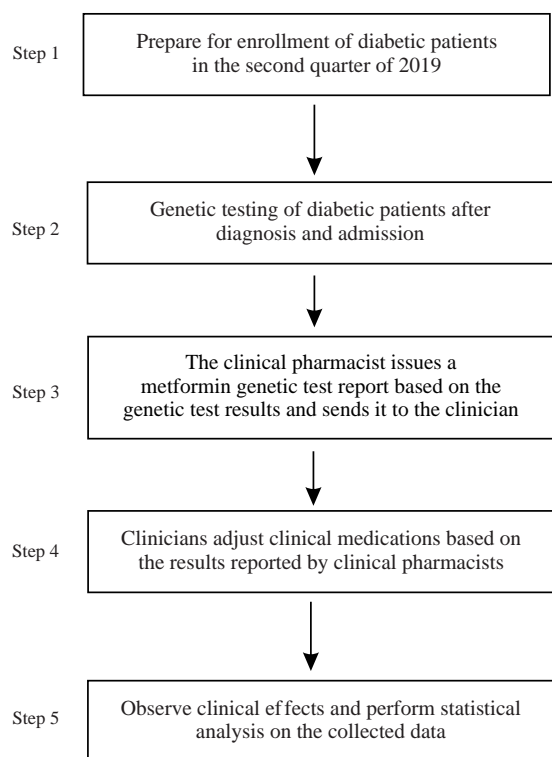 Step 1
Prepare for enrollment of diabetic patients
in the second quarter of 2019
Step 2
Genetic testing of diabetic patients after
diagnosis and admission
Step 3
The clinical pharmacist issues a
metformin genetic test report based on the
genetic test results and sends it to the clinician
Step 4
Clinicians adjust clinical medications based on
the results reported by clinical pharmacists
Step 5
Observe clinical effects and perform statistical
analysis on the collected data